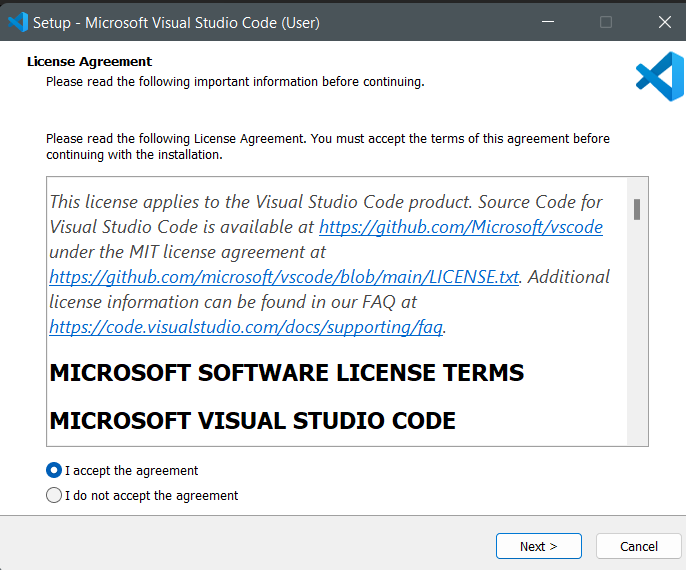 Setup - Microsoft Visual Studio Code (User)
License Agreement
Please read the following important information before continuing.
Please read the following License Agreement. You must accept the terms of this agreement before
continuing with the installation.
This license applies to the Visual Studio Code product. Source Code for
Visual Studio Code is available at https://github.com/Microsoft/vscode
under the MIT license agreement at
https://github.com/microsoft/vscode/blob/main/LICENSE.txt. Additional
license information can be found in our FAQ at
https://code.visualstudio.com/docs/supporting/faq.
MICROSOFT SOFTWARE LICENSE TERMS
MICROSOFT VISUAL STUDIO CODE
I accept the agreement
I do not accept the agreement
Next >
Cancel